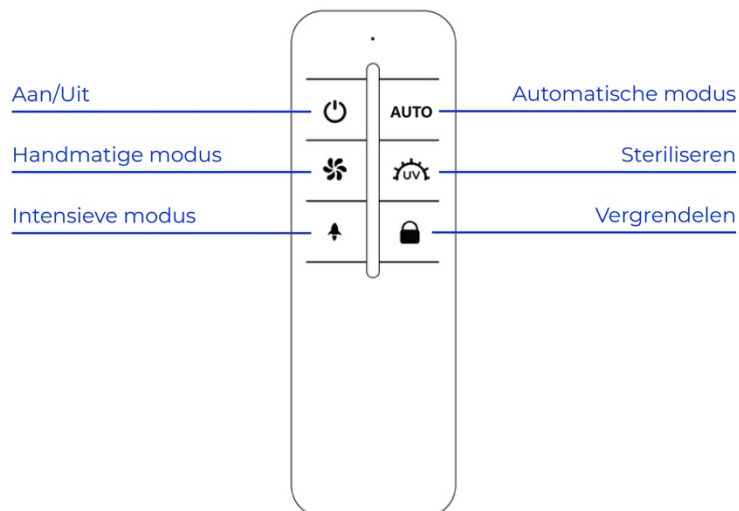 Aan/Uit
Automatische modus
AUTO
Handmatige modus
Steriliseren
UV
Intensieve modus
Vergrendelen